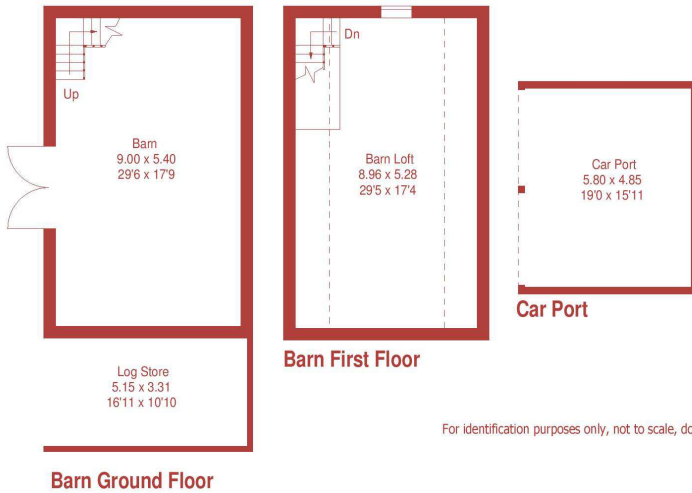 Up
Barn
9.00 x 5.40
29'6 x 17'9
Log Store
5.15 x 3.31
16'11 x 10'10
Barn Ground Floor
Dn
Barn Loft
8.96 x 5.28
29'5 x 17'4
Barn First Floor
Car Port
5.80 x 4.85
19'0 x 15'11
Car Port
For identification purposes only, not to scale, do